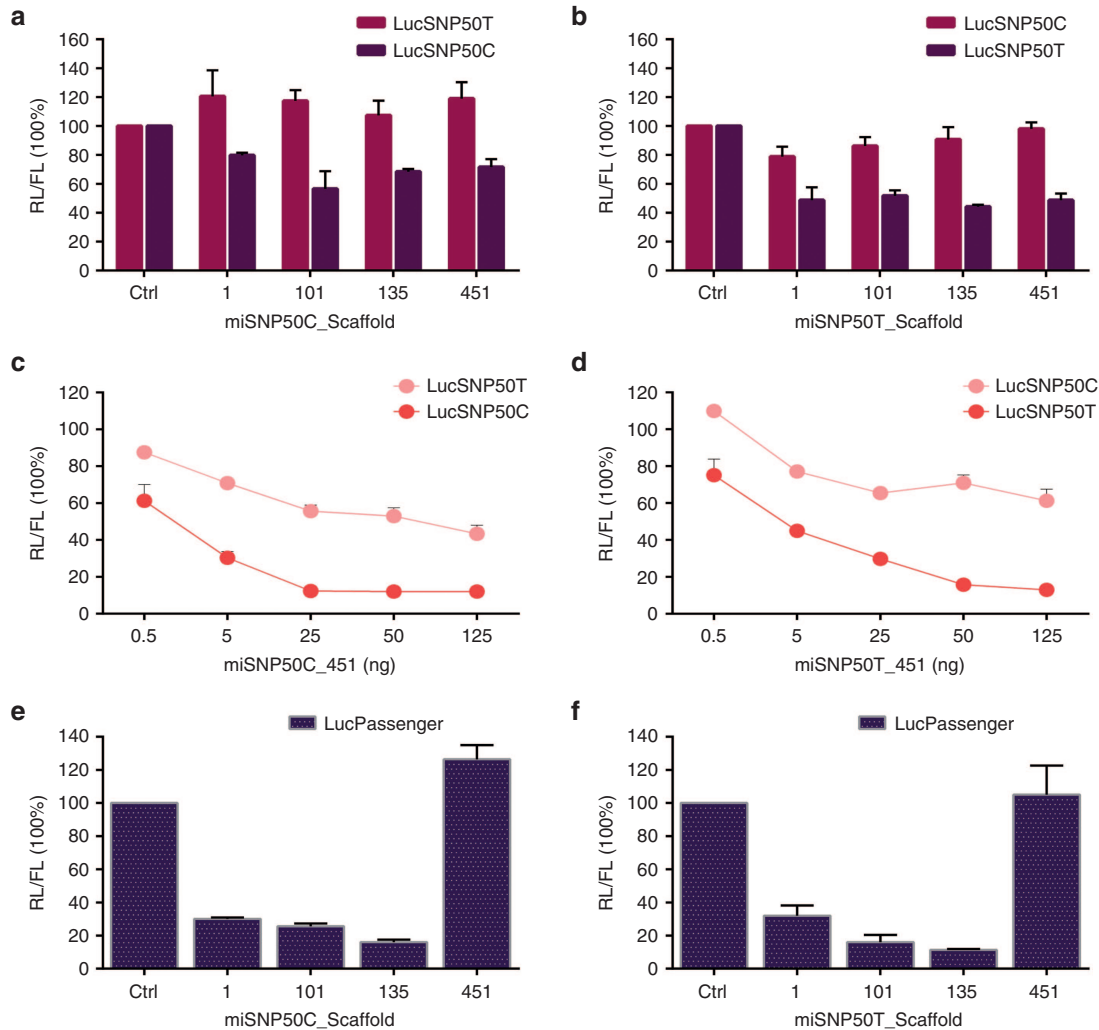 a
LucSNP50T
LucSNP50C
160
140
120
100
80
60
40
20
0
RL/FL (100%)
Ctrl 1 101 135 451
miSNP50C_Scaffold
b
LucSNP50C
LucSNP50T
160
140
120
100
80
60
40
20
0
RL/FL (100%)
Ctrl 1 101 135 451
miSNP50T_Scaffold
c
LucSNP50T
LucSNP50C
120
100
80
60
40
20
0
RL/FL (100%)
0.5 5 25 50 125
miSNP50C_451 (ng)
d
LucSNP50C
LucSNP50T
120
100
80
60
40
20
0
RL/FL (100%)
0.5 5 25 50 125
miSNP50T_451 (ng)
e
LucPassenger
140
120
100
80
60
40
20
0
RL/FL (100%)
Ctrl 1 101 135 451
miSNP50C_Scaffold
f
LucPassenger
140
120
100
80
60
40
20
0
RL/FL (100%)
Ctrl 1 101 135 451
miSNP50T_Scaffold